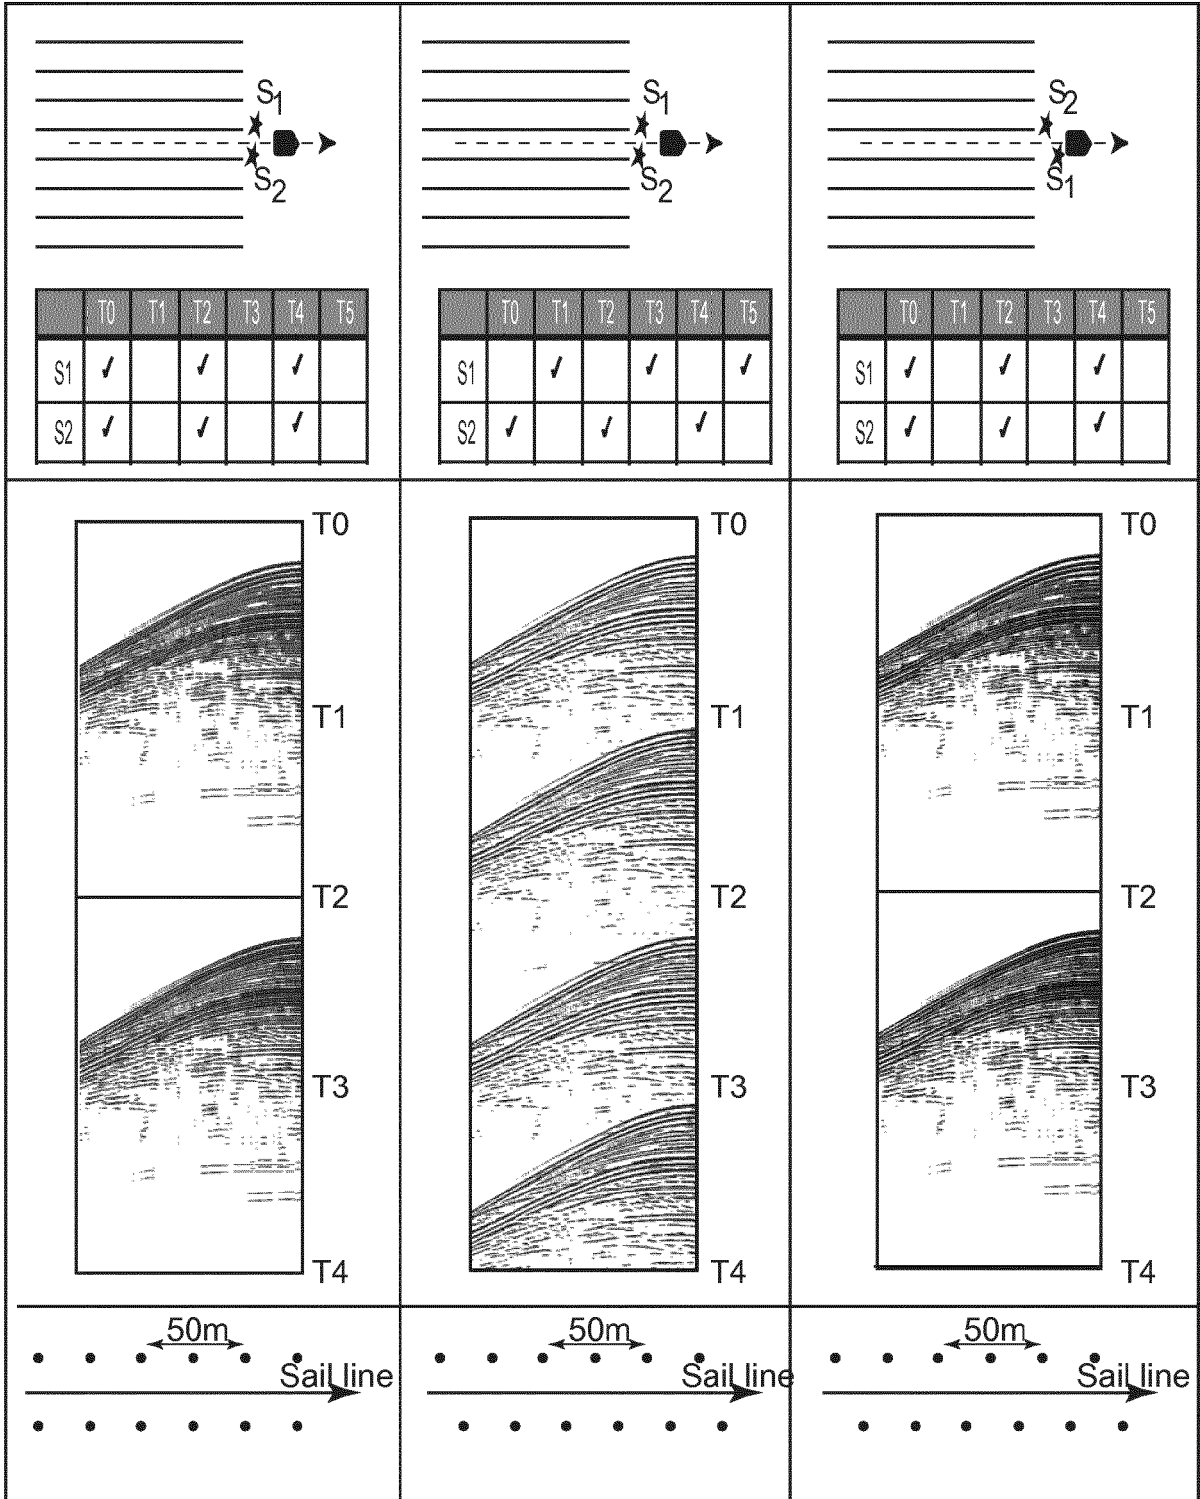 S1
S2
T0 T1 T2 T3 T4 T5
S1 ✓ ✓ ✓
S2 ✓ ✓ ✓
T0
T1
T2
T3
T4
50m
Sail line
S1
S2
T0 T1 T2 T3 T4 T5
S1 ✓ ✓ ✓
S2 ✓ ✓ ✓
T0
T1
T2
T3
T4
50m
Sail line
S2
S1
T0 T1 T2 T3 T4 T5
S1 ✓ ✓ ✓
S2 ✓ ✓ ✓
T0
T1
T2
T3
T4
50m
Sail line